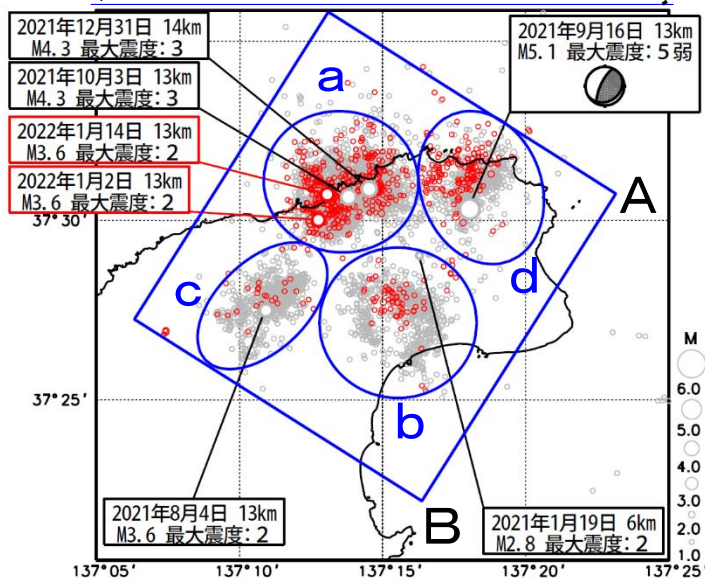 2021年12月31日 14km
M4.3 最大震度:3
2021年10月3日 13km
M4.3 最大震度:3
2022年1月14日 13km
M3.6 最大震度:2
2022年1月2日 13km
M3.6 最大震度:2
2021年9月16日 13km
M5.1 最大震度:5弱
a
A
d
c
b
B
37°30′
37°25′
2021年8月4日 13km
M3.6 最大震度:2
2021年1月19日 6km
M2.8 最大震度:2
M
6.0
5.0
4.0
3.0
2.0
1.0
137°05′
137°10′
137°15′
137°20′
137°25′